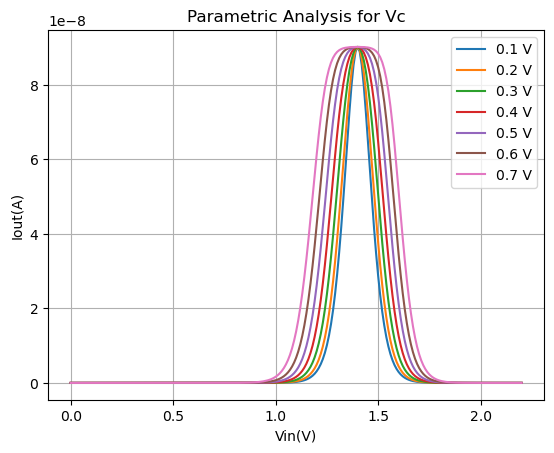 Parametric Analysis for Vc
1e−8
8
6
4
2
0
Iout(A)
0.0 0.5 1.0 1.5 2.0
Vin(V)
0.1 V
0.2 V
0.3 V
0.4 V
0.5 V
0.6 V
0.7 V